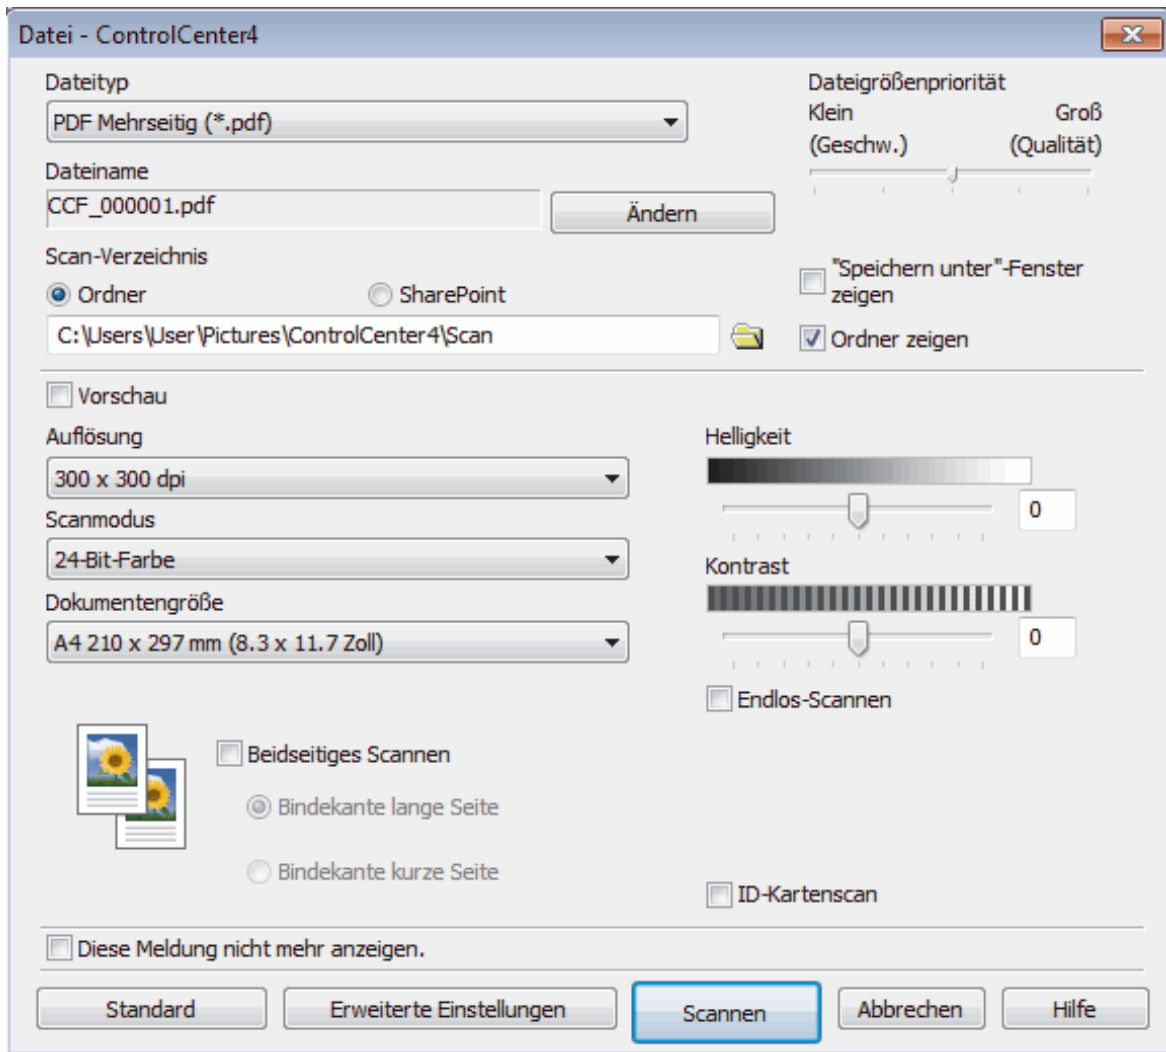 Datei - ControlCenter4
Dateityp
PDF Mehrseitig (*.pdf)
Dateigrößenpriorität
Klein Groß
(Geschw.) (Qualität)
Dateiname
CCF_000001.pdf
Ändern
Scan-Verzeichnis
Ordner SharePoint
C:\Users\User\Pictures\ControlCenter4\Scan
"Speichern unter"-Fenster
zeigen
Ordner zeigen
Vorschau
Auflösung
300 x 300 dpi
Scanmodus
24-Bit-Farbe
Dokumentengröße
A4 210 x 297 mm (8.3 x 11.7 Zoll)
Helligkeit
0
Kontrast
0
Endlos-Scannen
Beidseitiges Scannen
Bindekante lange Seite
Bindekante kurze Seite
ID-Kartenscan
Diese Meldung nicht mehr anzeigen.
Standard Erweiterte Einstellungen Scannen Abbrechen Hilfe